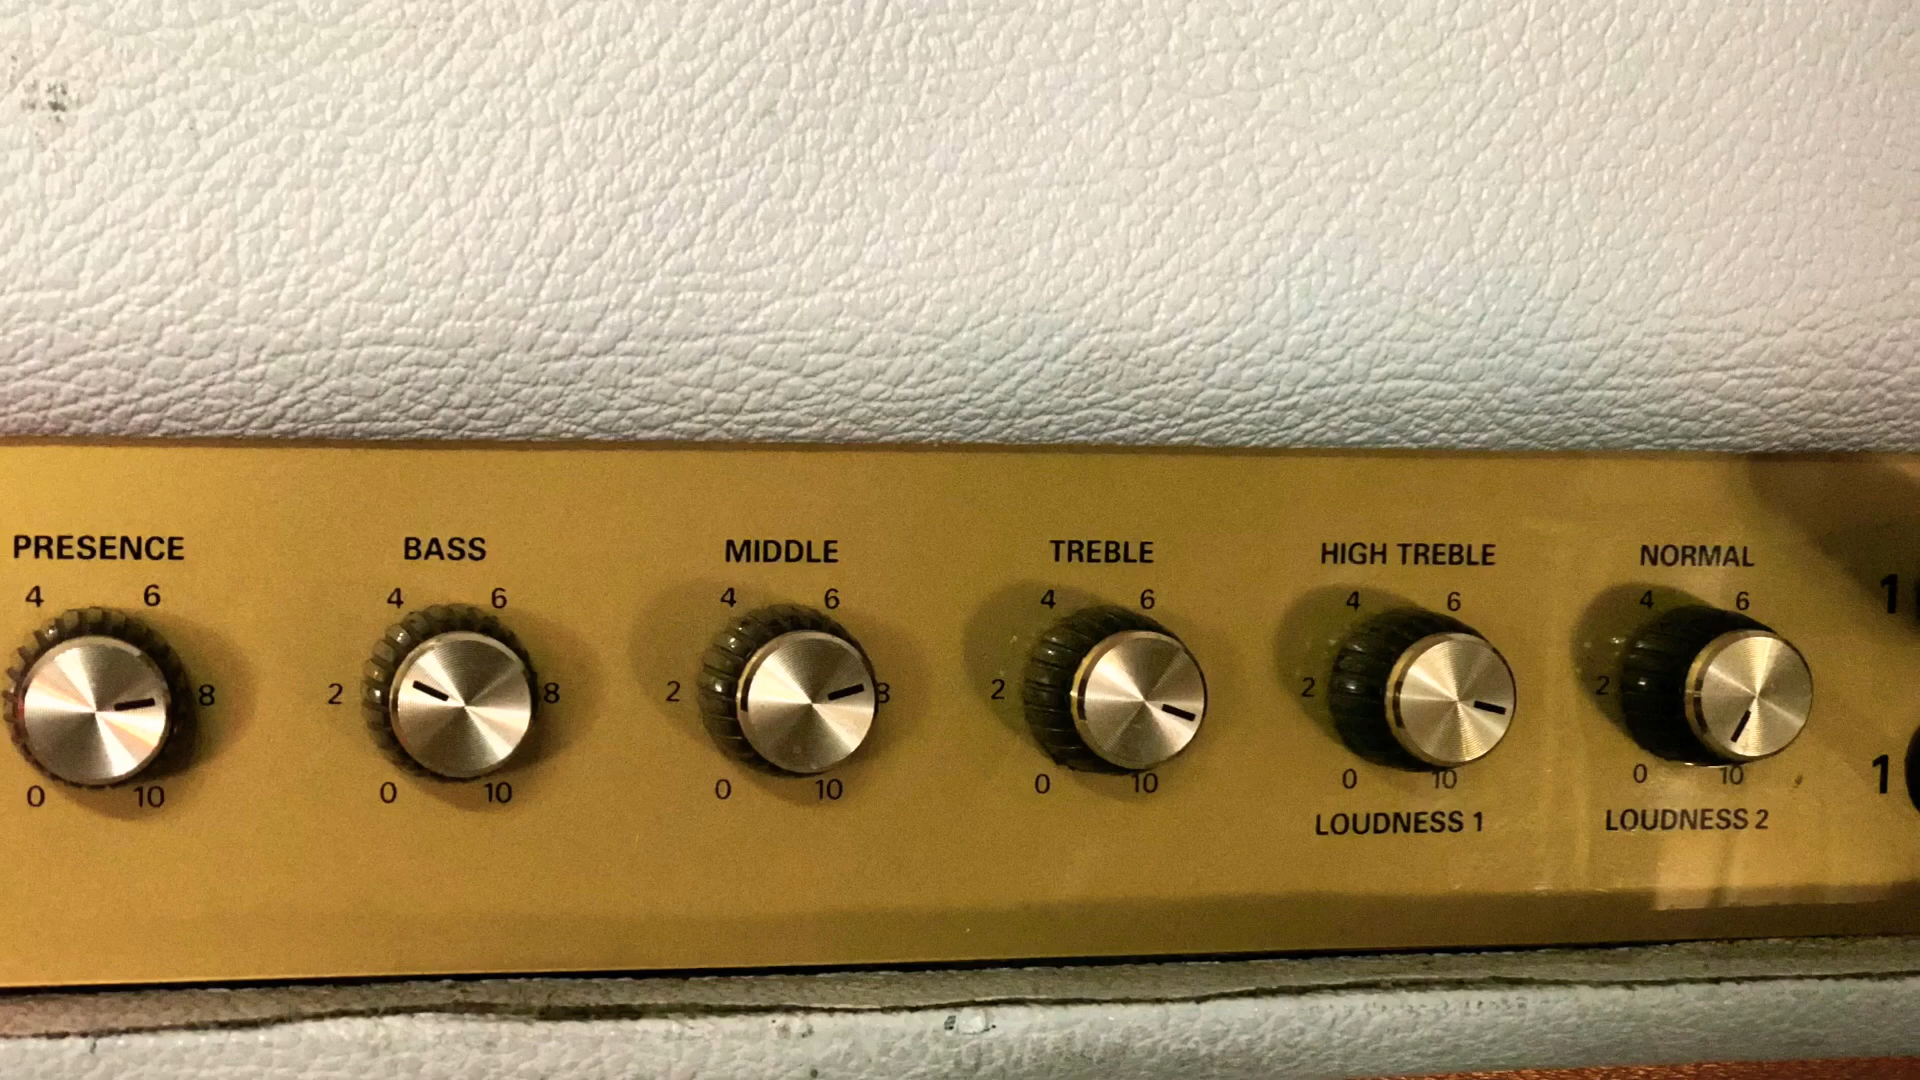 PRESENCE BASS MIDDLE TREBLE HIGH TREBLE NORMAL
4 6 4 6 4 6 4 6 4 6 4 6 1
8 2 8 2 8 2 2 2
0 10 0 10 0 10 0 10 0 10 0 10 1
LOUDNESS 1 LOUDNESS 2